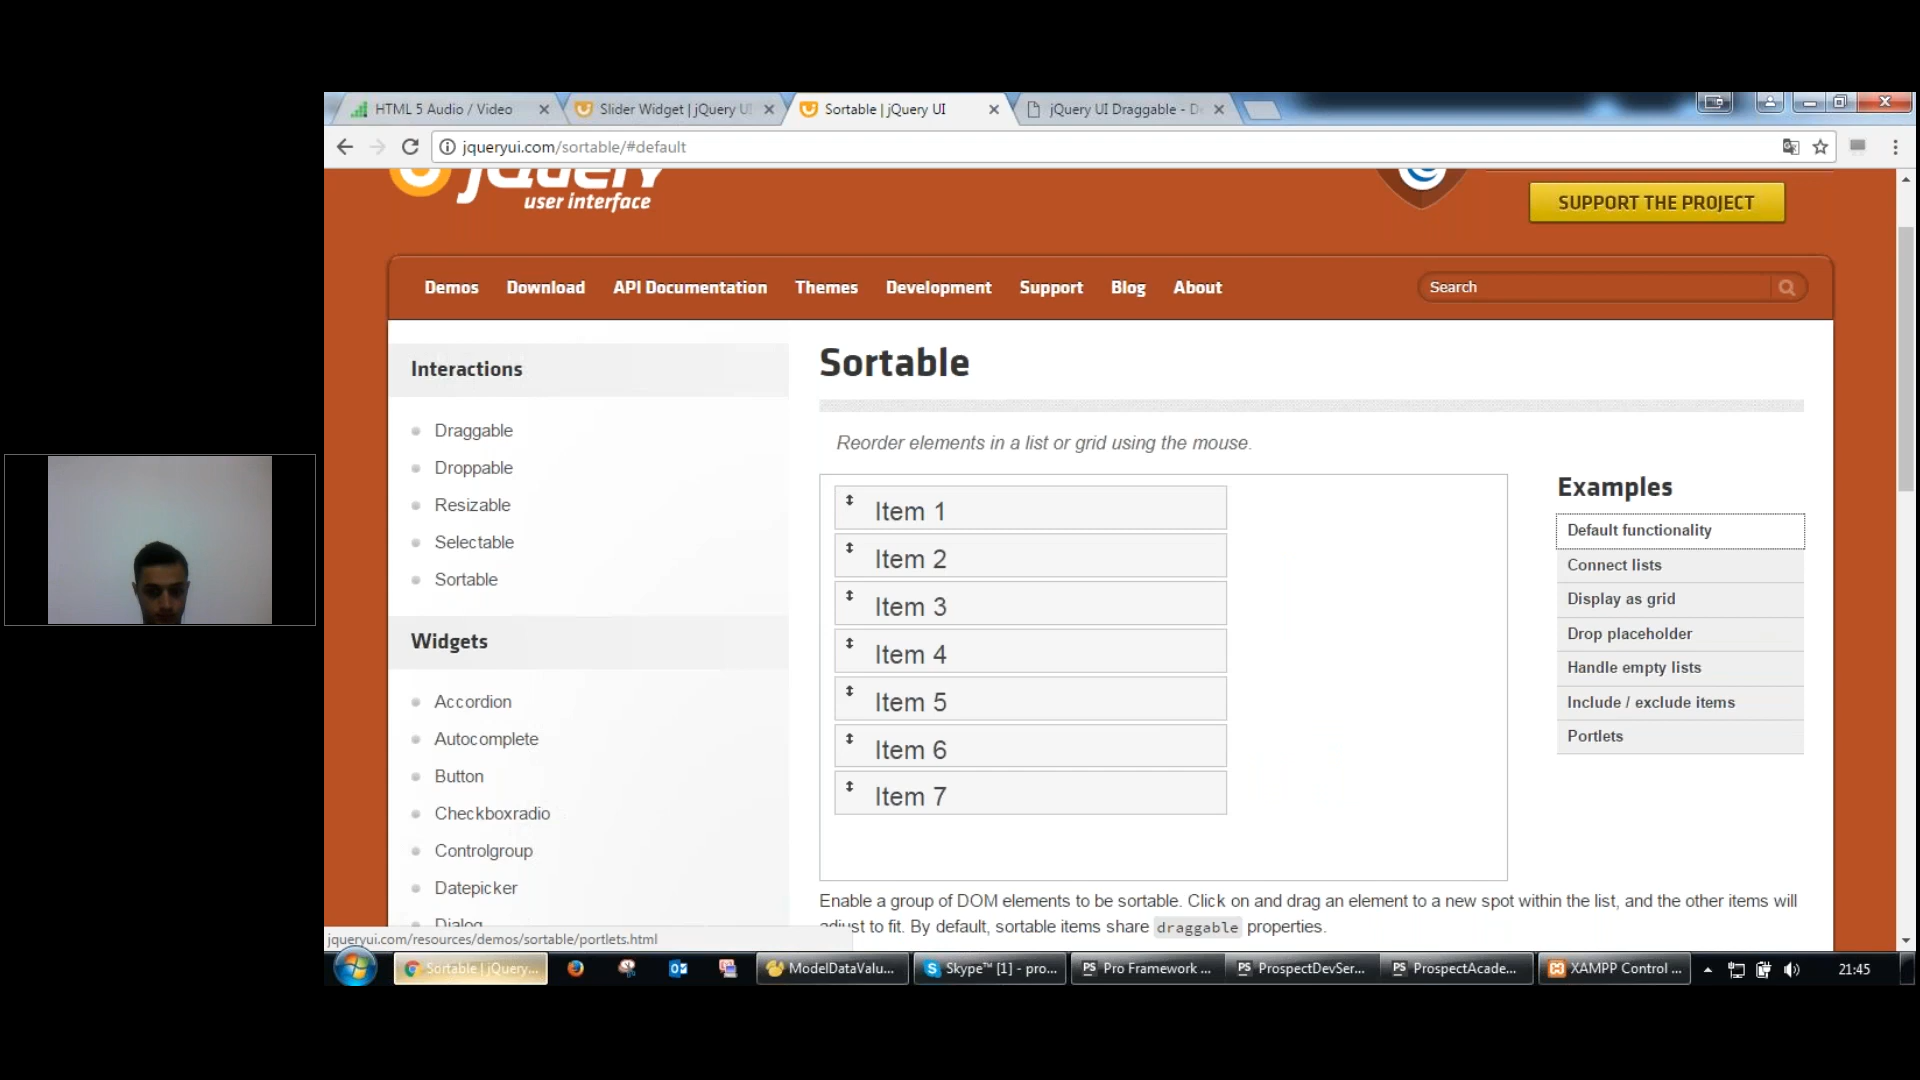 HTML 5 Audio / Video
Slider Widget | jQuery U
Sortable | jQuery UI
jQuery UI Draggable - De
jqueryui.com/sortable/#default
jQuery
user interface
SUPPORT THE PROJECT
Demos Download API Documentation Themes Development Support Blog About
Search
Interactions
Draggable
Droppable
Resizable
Selectable
Sortable
Widgets
Accordion
Autocomplete
Button
Checkboxradio
Controlgroup
Datepicker
Dialog
Sortable
Reorder elements in a list or grid using the mouse.
Item 1
Item 2
Item 3
Item 4
Item 5
Item 6
Item 7
Examples
Default functionality
Connect lists
Display as grid
Drop placeholder
Handle empty lists
Include / exclude items
Portlets
Enable a group of DOM elements to be sortable. Click on and drag an element to a new spot within the list, and the other items will
adjust to fit. By default, sortable items share draggable properties.
jqueryui.com/resources/demos/sortable/portlets.html
Sortable | jQuery...
ModelDataValu...
Skype™ [1] - pro...
Pro Framework ...
ProspectDevSer...
ProspectAcade...
XAMPP Control ...
21:45